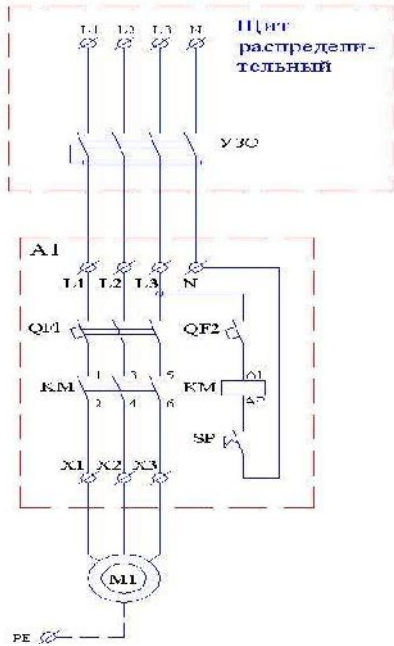 L1 L2 L3 N
Щит
распредели-
тельный
УЗО
A1
L1 L2 L3 N
QF1 QF2
1 3 5
KM KM A1
2 4 6 A2
SP
X1 X2 X3
M1
PE